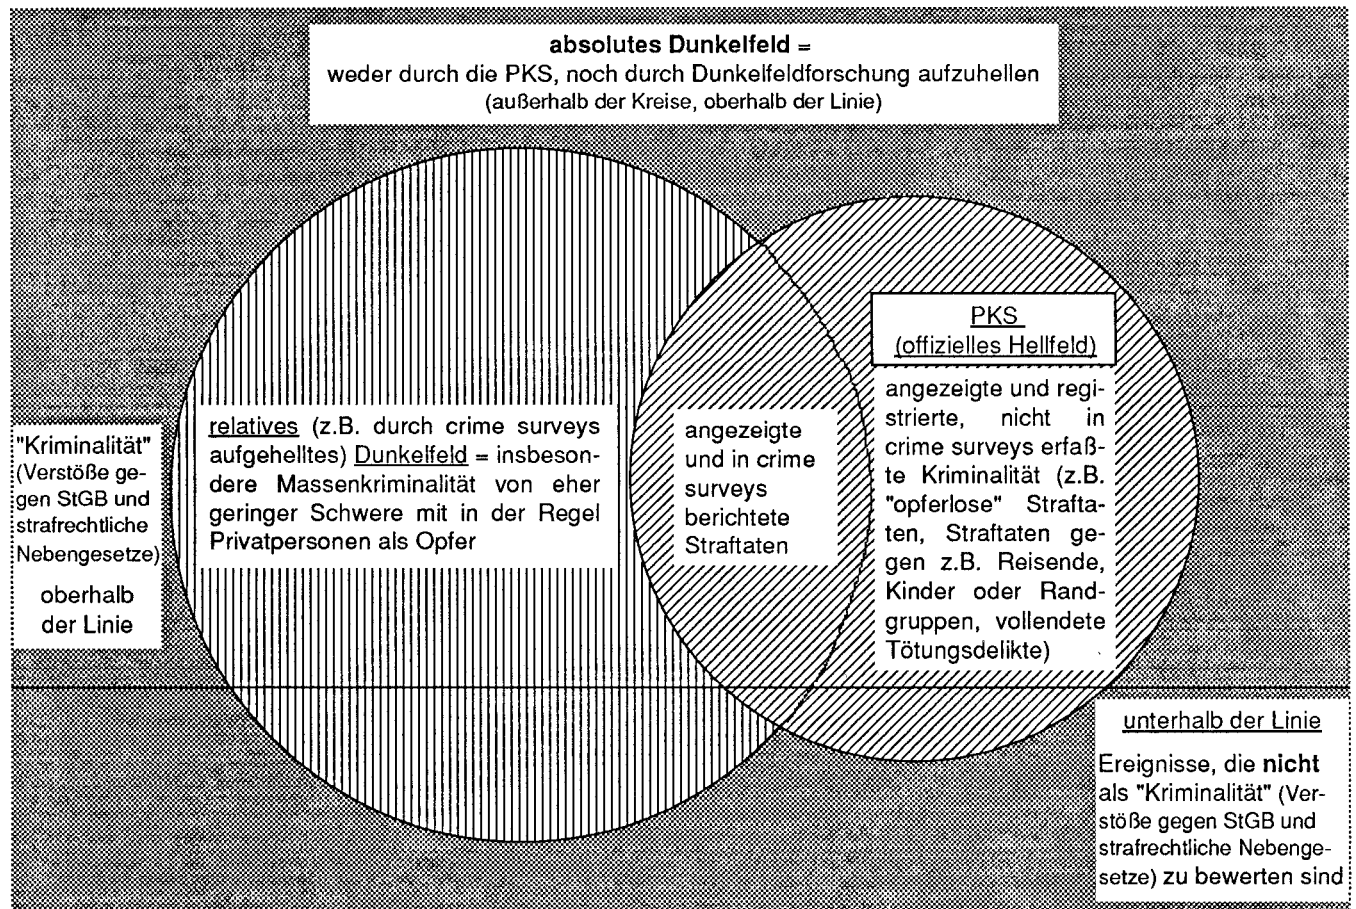 absolutes Dunkelfeld =
weder durch die PKS, noch durch Dunkelfeldforschung aufzuhellen
(außerhalb der Kreise, oberhalb der Linie)
"Kriminalität"
(Verstöße ge-
gen StGB und
strafrechtliche
Nebengesetze)
oberhalb
der Linie
relatives (z.B. durch crime surveys
aufgehelltes) Dunkelfeld = insbeson-
dere Massenkriminalität von eher
geringer Schwere mit in der Regel
Privatpersonen als Opfer
angezeigte
und in crime
surveys
berichtete
Straftaten
PKS
(offizielles Hellfeld)
angezeigte und regi-
strierte, nicht in
crime surveys erfaß-
te Kriminalität (z.B.
"opferlose" Strafta-
ten, Straftaten ge-
gen z.B. Reisende,
Kinder oder Rand-
gruppen, vollendete
Tötungsdelikte)
unterhalb der Linie
Ereignisse, die nicht
als "Kriminalität" (Ver-
stöße gegen StGB und
strafrechtliche Nebenge-
setze) zu bewerten sind